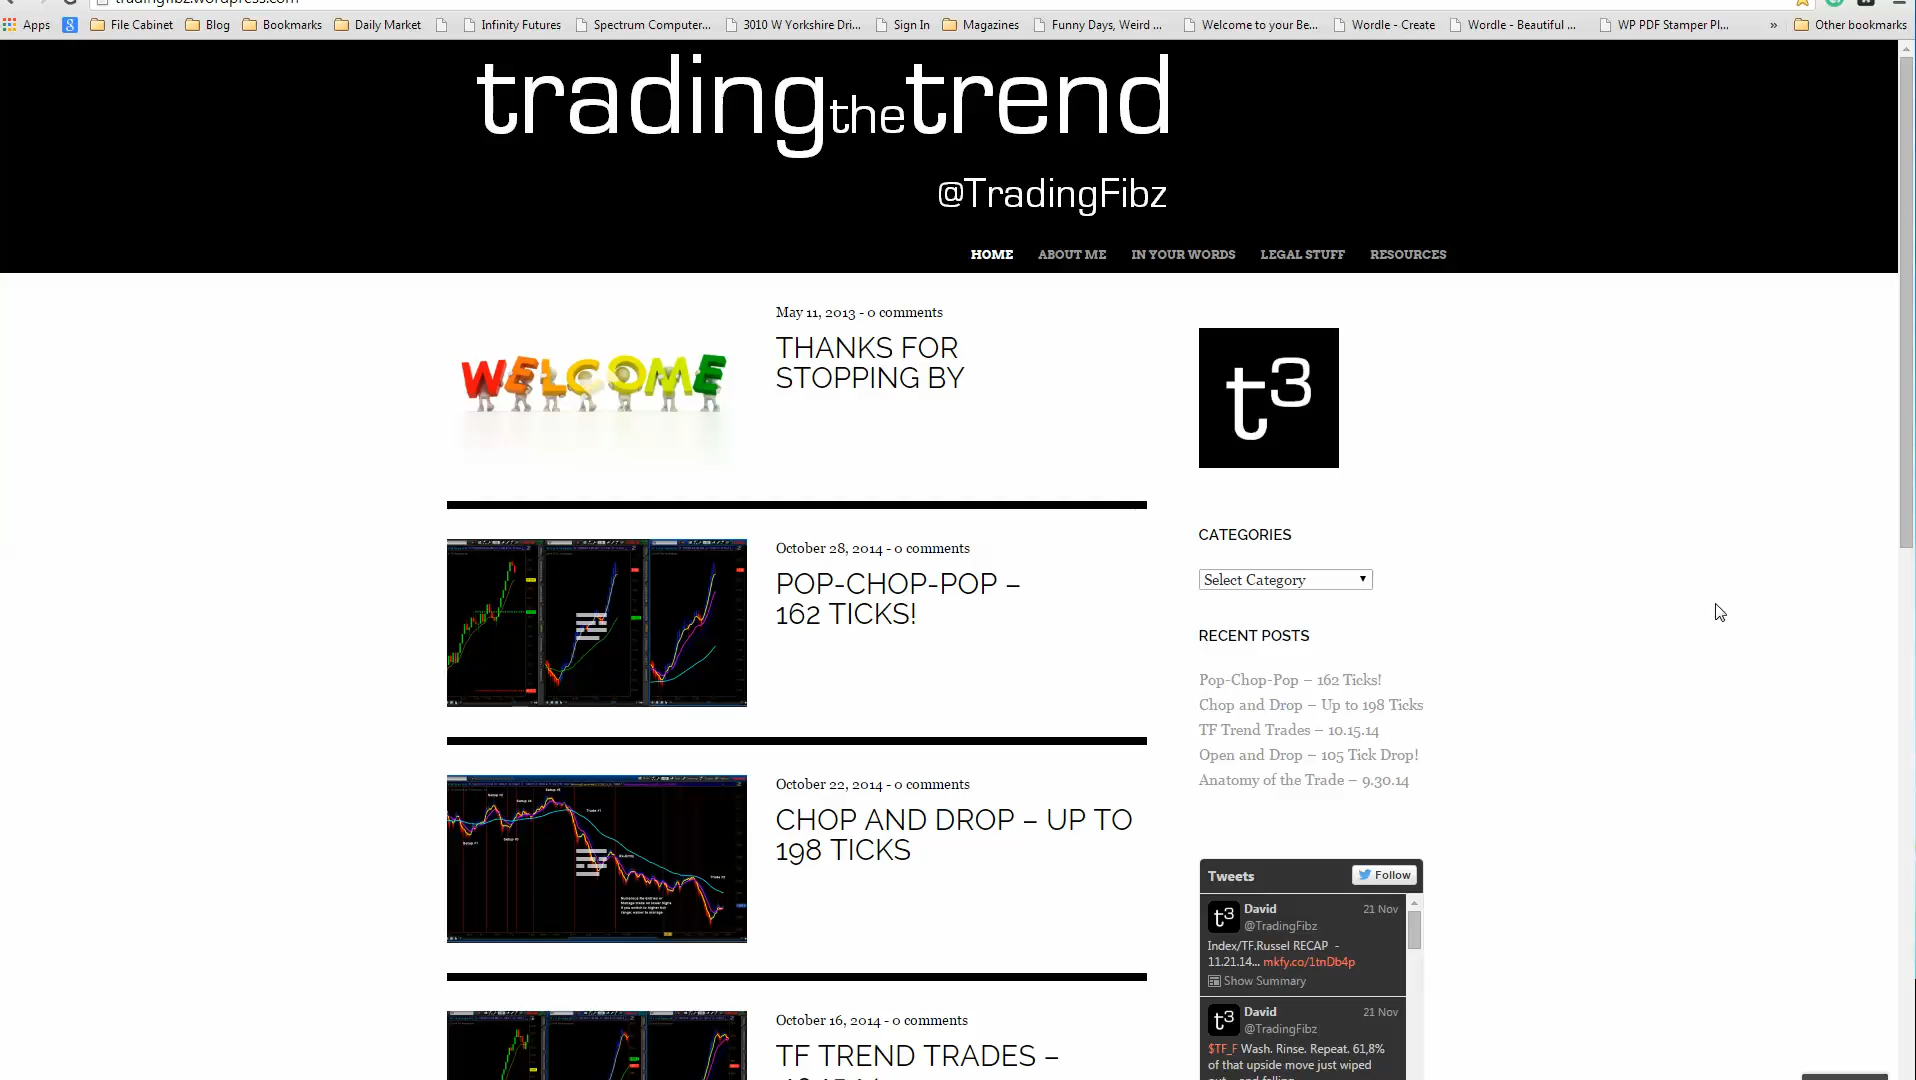 tradingfibz.wordpress.com
Apps File Cabinet Blog Bookmarks Daily Market Infinity Futures Spectrum Computer... 3010 W Yorkshire Dri... Sign In Magazines Funny Days, Weird ... Welcome to your Be... Wordle - Create Wordle - Beautiful ... WP PDF Stamper Pl... » Other bookmarks
tradingthetrend
@TradingFibz
HOME ABOUT ME IN YOUR WORDS LEGAL STUFF RESOURCES
WELCOME
May 11, 2013 - 0 comments
THANKS FOR
STOPPING BY
t3
CATEGORIES
Select Category
RECENT POSTS
Pop-Chop-Pop – 162 Ticks!
Chop and Drop – Up to 198 Ticks
TF Trend Trades – 10.15.14
Open and Drop – 105 Tick Drop!
Anatomy of the Trade – 9.30.14
October 28, 2014 - 0 comments
POP-CHOP-POP –
162 TICKS!
October 22, 2014 - 0 comments
CHOP AND DROP – UP TO
198 TICKS
October 16, 2014 - 0 comments
TF TREND TRADES –
Tweets Follow
t3 David 21 Nov
@TradingFibz
Index/TF.Russel RECAP -
11.21.14... mkfy.co/1tnDb4p
Show Summary
t3 David 21 Nov
@TradingFibz
$TF_F Wash. Rinse. Repeat. 61,8%
of that upside move just wiped